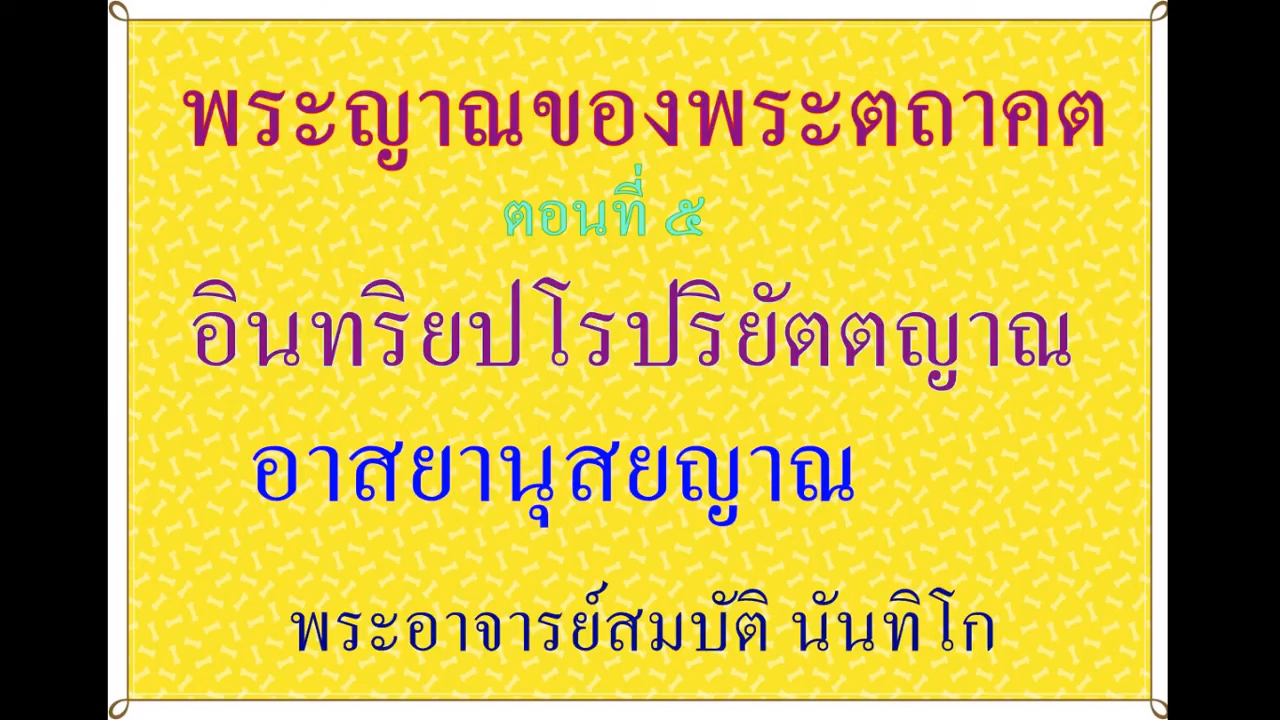 พระญาณของพระตถาคต
ตอนที่ ๕
อินทริยปโรปริยัตตญาณ
อาสยานุสยญาณ
พระอาจารย์สมบัติ นันทิโก